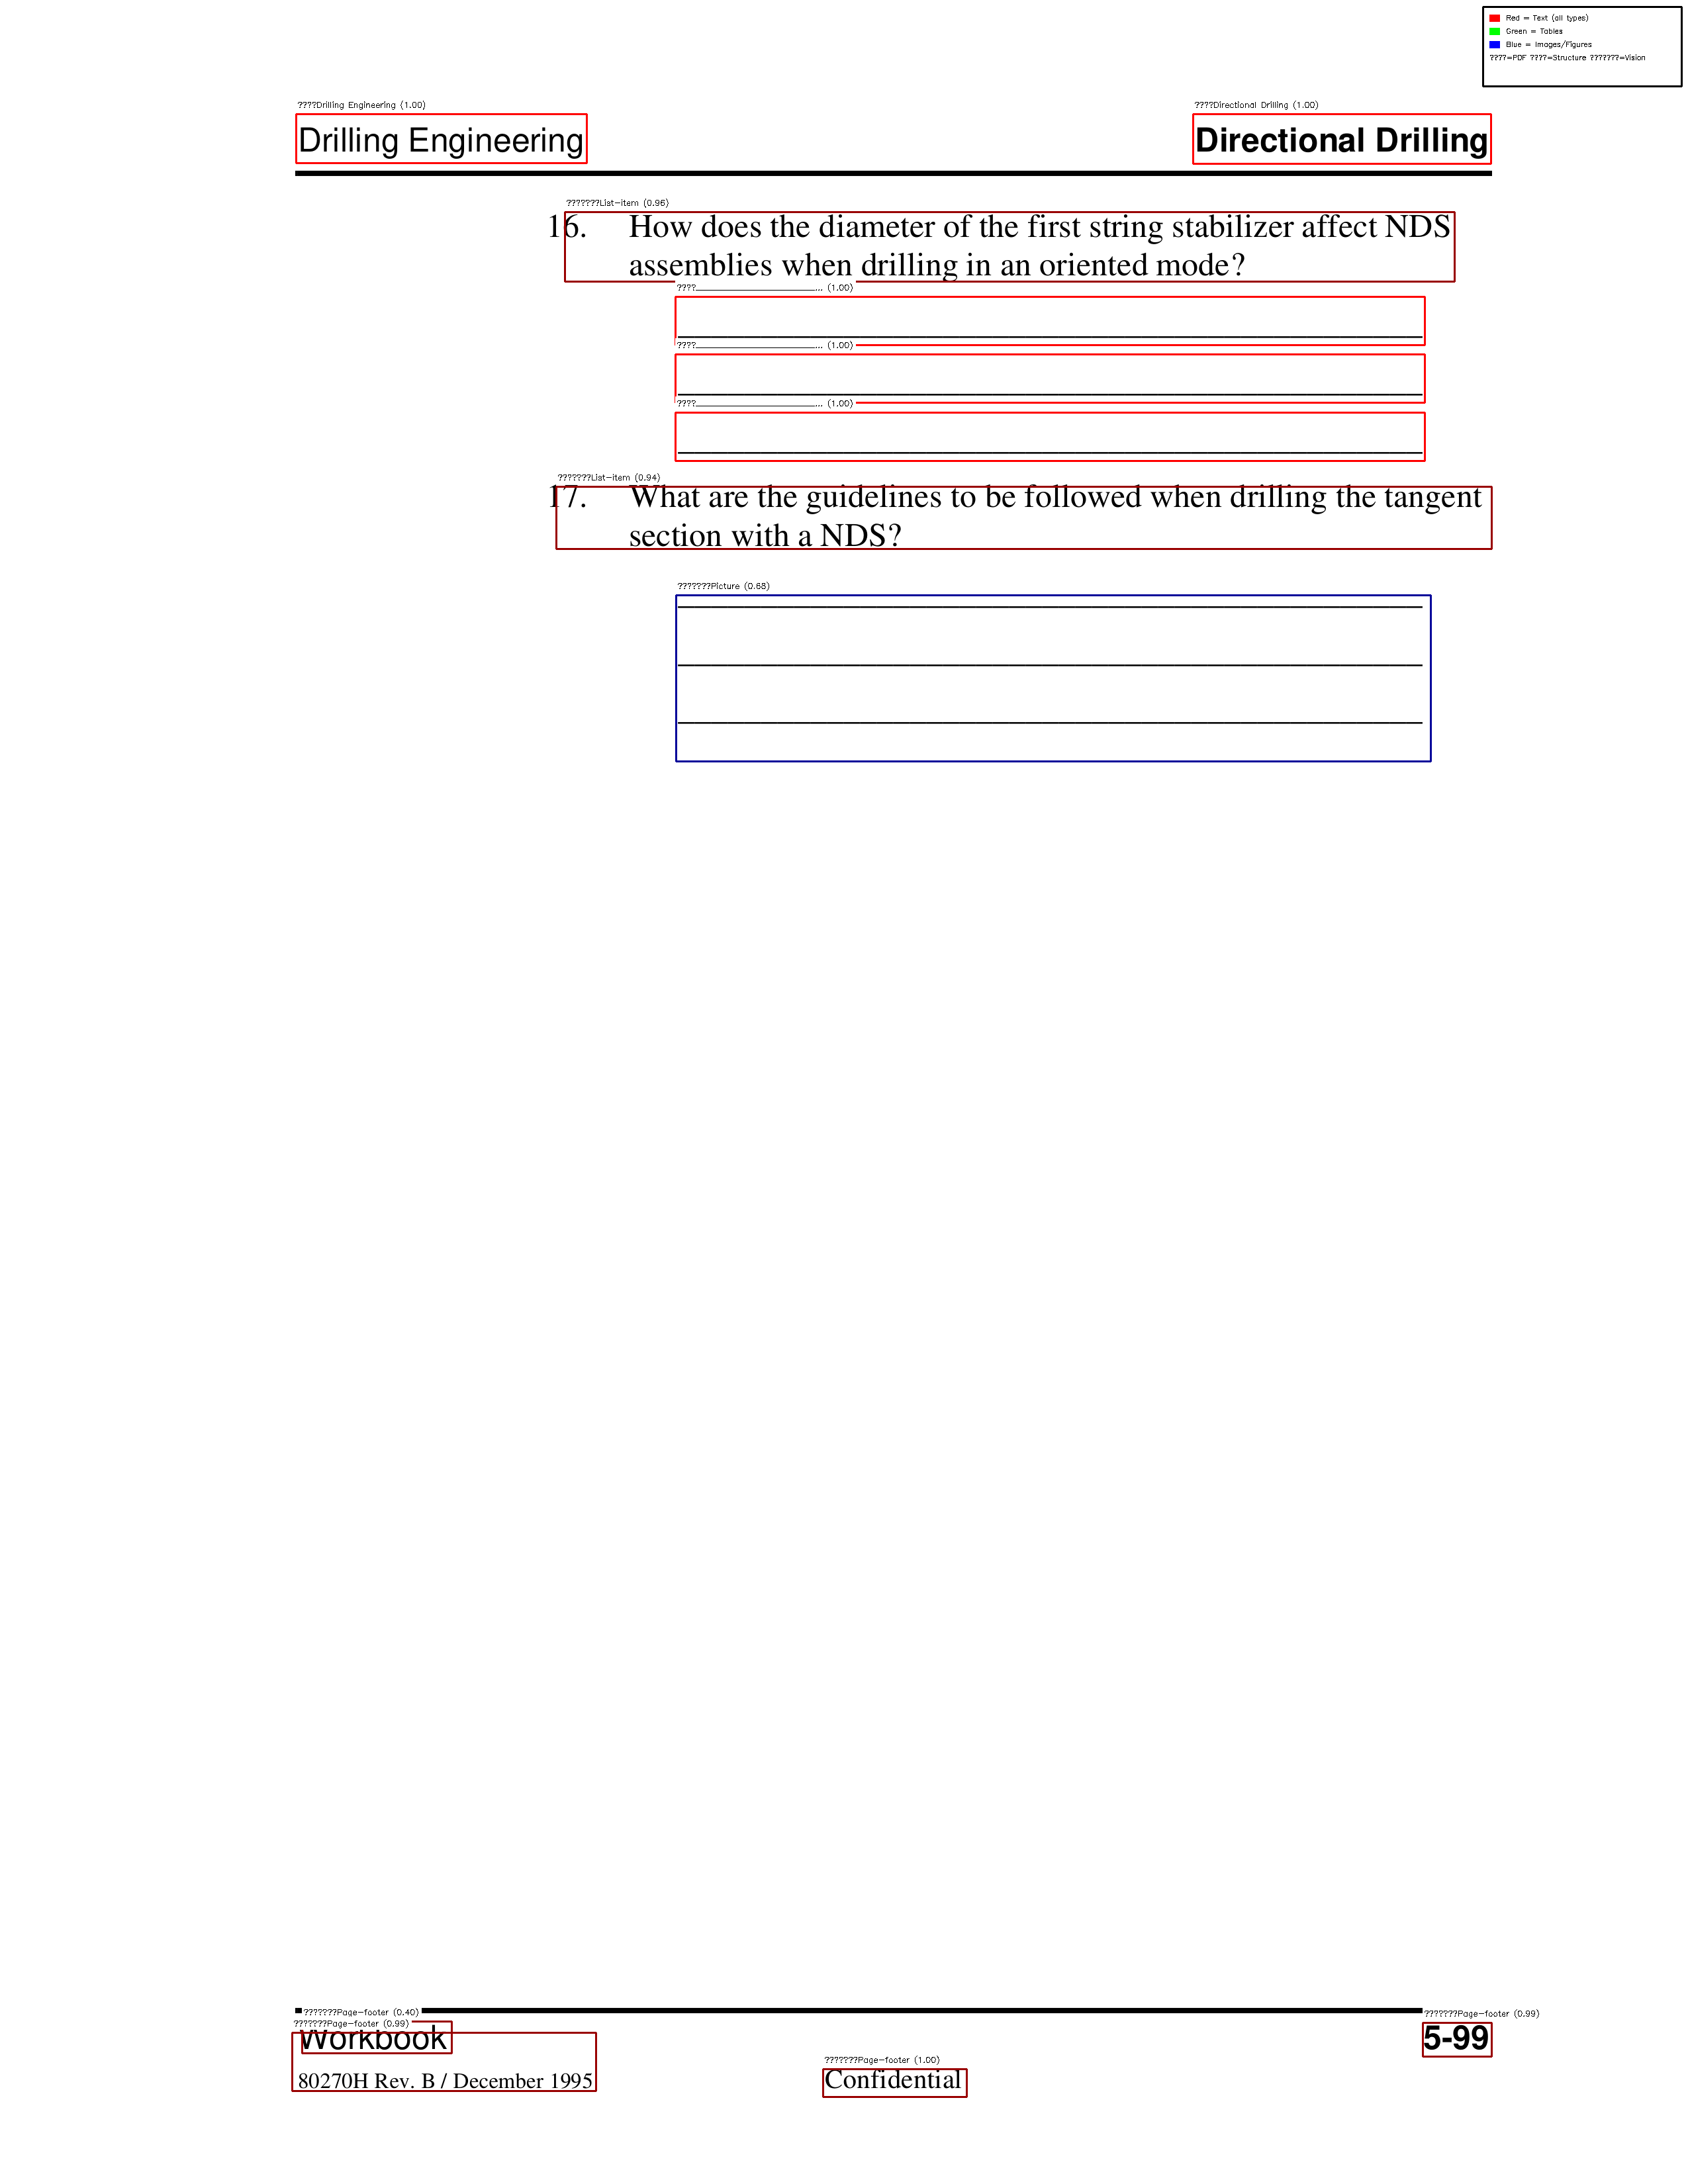 Red = Text (all types)
Green = Tables
Blue = Images/Figures
????=PDF ????=Structure ???????=Vision
????Drilling Engineering (1.00)
????Directional Drilling (1.00)
Drilling Engineering
Directional Drilling
???????List-item (0.96)
16. How does the diameter of the first string stabilizer affect NDS
assemblies when drilling in an oriented mode?
????____________________... (1.00)
????____________________... (1.00)
????____________________... (1.00)
???????List-item (0.94)
17. What are the guidelines to be followed when drilling the tangent
section with a NDS?
???????Picture (0.68)
???????Page-footer (0.40)
???????Page-footer (0.99)
???????Page-footer (0.99)
Workbook
5-99
???????Page-footer (1.00)
80270H Rev. B / December 1995
Confidential